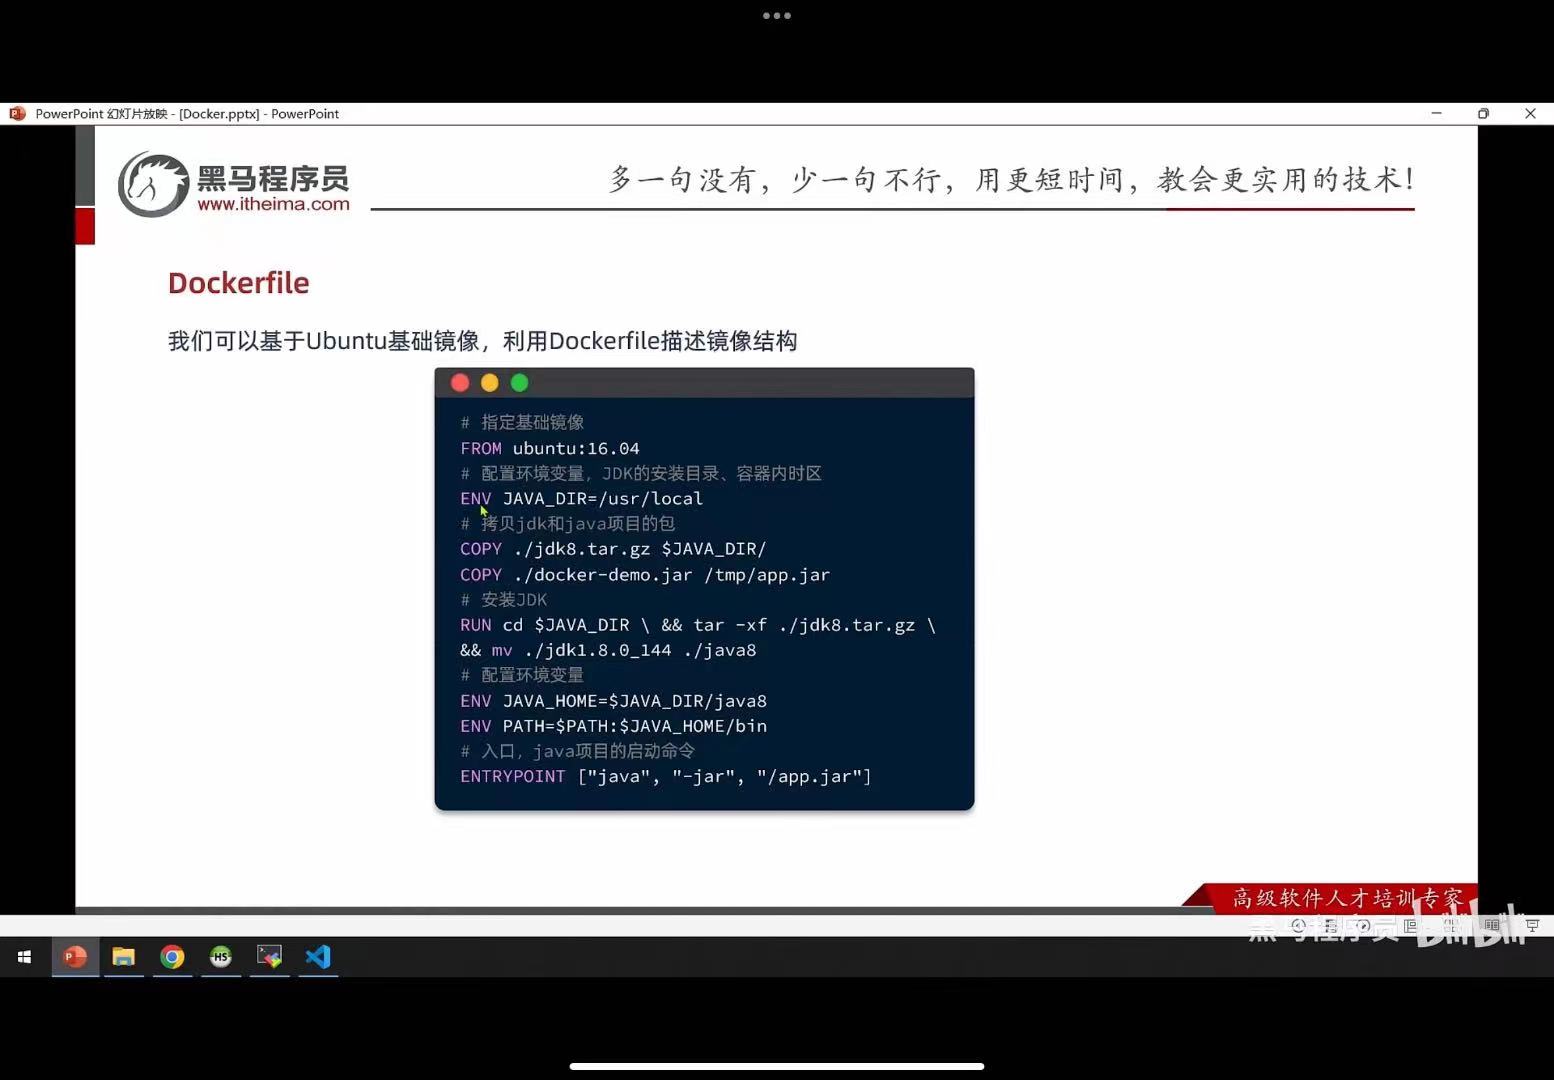 PowerPoint 幻灯片放映 - [Docker.pptx] - PowerPoint
黑马程序员
www.itheima.com
多一句没有，少一句不行，用更短时间，教会更实用的技术！
Dockerfile
我们可以基于Ubuntu基础镜像，利用Dockerfile描述镜像结构
# 指定基础镜像
FROM ubuntu:16.04
# 配置环境变量，JDK的安装目录、容器内时区
ENV JAVA_DIR=/usr/local
# 拷贝jdk和java项目的包
COPY ./jdk8.tar.gz $JAVA_DIR/
COPY ./docker-demo.jar /tmp/app.jar
# 安装JDK
RUN cd $JAVA_DIR \ && tar -xf ./jdk8.tar.gz \
&& mv ./jdk1.8.0_144 ./java8
# 配置环境变量
ENV JAVA_HOME=$JAVA_DIR/java8
ENV PATH=$PATH:$JAVA_HOME/bin
# 入口，java项目的启动命令
ENTRYPOINT ["java", "-jar", "/app.jar"]
高级软件人才培训专家
黑马程序员 bilibili
HS